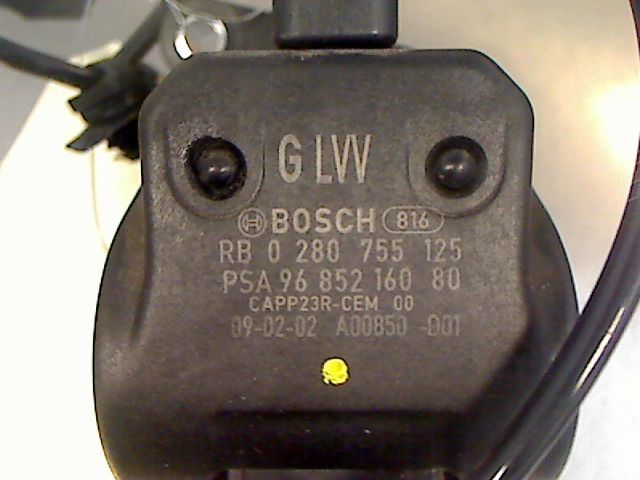 G LVV
BOSCH 816
RB 0 280 755 125
PSA 96 852 160 80
CAPP23R-CEM 00
09-02-02 A00850 -D01